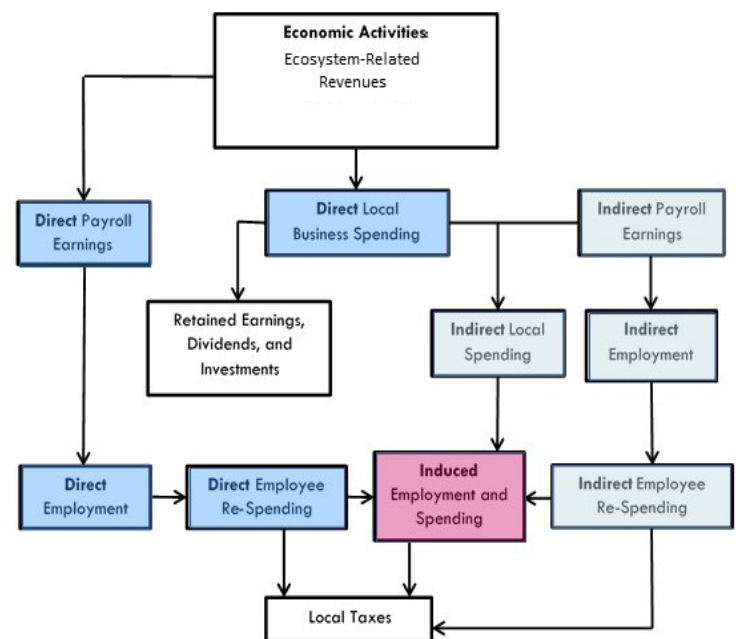 Economic Activities:
Ecosystem-Related
Revenues
Direct Payroll
Earnings
Direct Local
Business Spending
Indirect Payroll
Earnings
Retained Earnings,
Dividends, and
Investments
Indirect Local
Spending
Indirect
Employment
Direct
Employment
Direct Employee
Re-Spending
Induced
Employment and
Spending
Indirect Employee
Re-Spending
Local Taxes